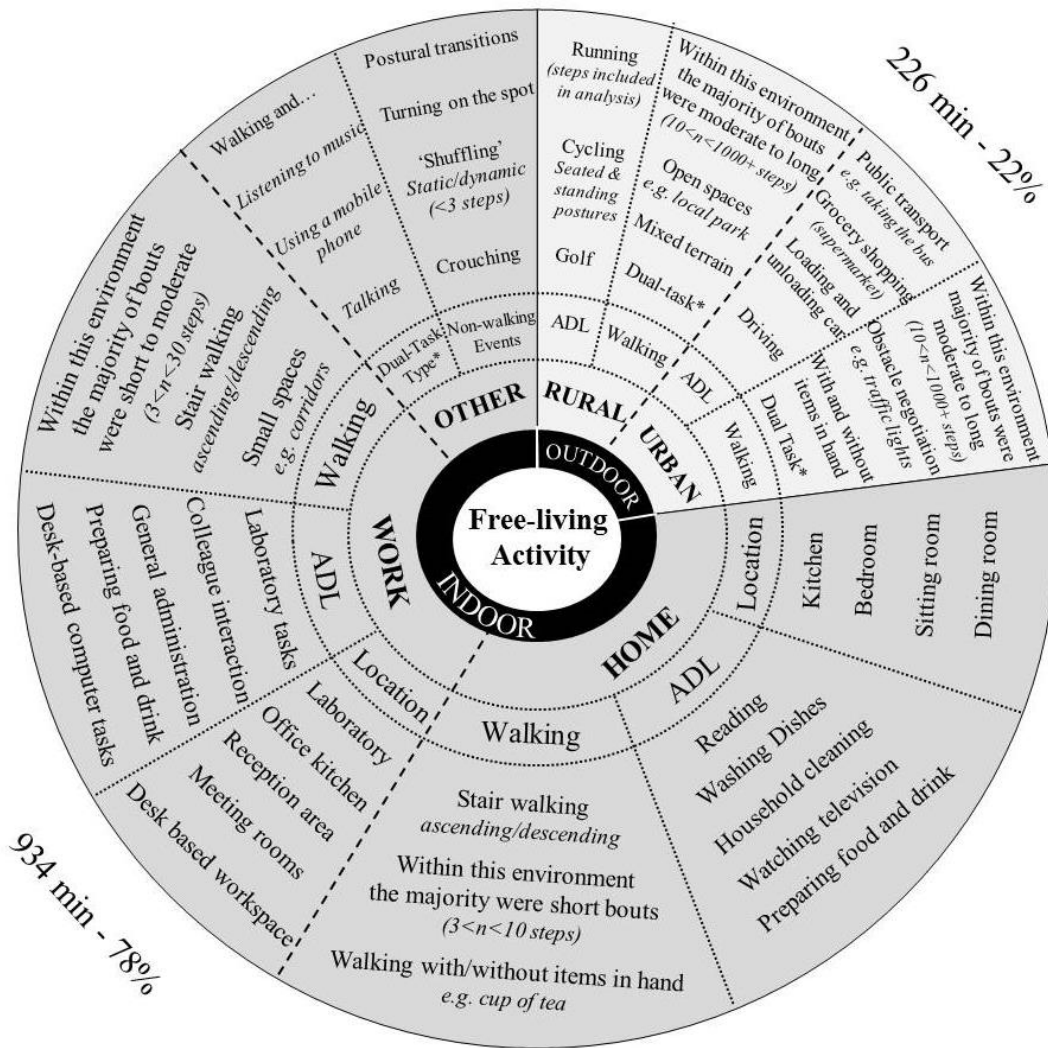 Free-living
Activity
OUTDOOR
INDOOR
226 min - 22%
934 min - 78%
RURAL
ADL
Running
(steps included
in analysis)
Cycling
Seated &
standing
postures
Golf
Walking
Within this environment
the majority of bouts
were moderate to long
(10<n<1000+ steps)
Open spaces
e.g. local park
Mixed terrain
Dual-task*
URBAN
ADL
Public transport
e.g. taking the bus
Grocery shopping
(supermarket)
Loading and
unloading car
Driving
Walking
Within this environment
majority of bouts were
moderate to long
(10<n<1000+ steps)
Obstacle negotiation
e.g. traffic lights
With and without
items in hand
Dual Task*
HOME
Location
Kitchen
Bedroom
Sitting room
Dining room
ADL
Reading
Washing Dishes
Household cleaning
Watching television
Preparing food and drink
Walking
Stair walking
ascending/descending
Within this environment
the majority were short bouts
(3<n<10 steps)
Walking with/without items in hand
e.g. cup of tea
WORK
Location
Laboratory
Office kitchen
Reception area
Meeting rooms
Desk based workspace
ADL
Laboratory tasks
Colleague interaction
General administration
Preparing food and drink
Desk-based computer tasks
Walking
Within this environment
the majority of bouts
were short to moderate
(3<n<30 steps)
Stair walking
ascending/descending
Small spaces
e.g. corridors
OTHER
Dual-Task
Type*
Walking and…
Listening to music
Using a mobile
phone
Talking
Non-walking
Events
Postural transitions
Turning on the spot
‘Shuffling’
Static/dynamic
(<3 steps)
Crouching